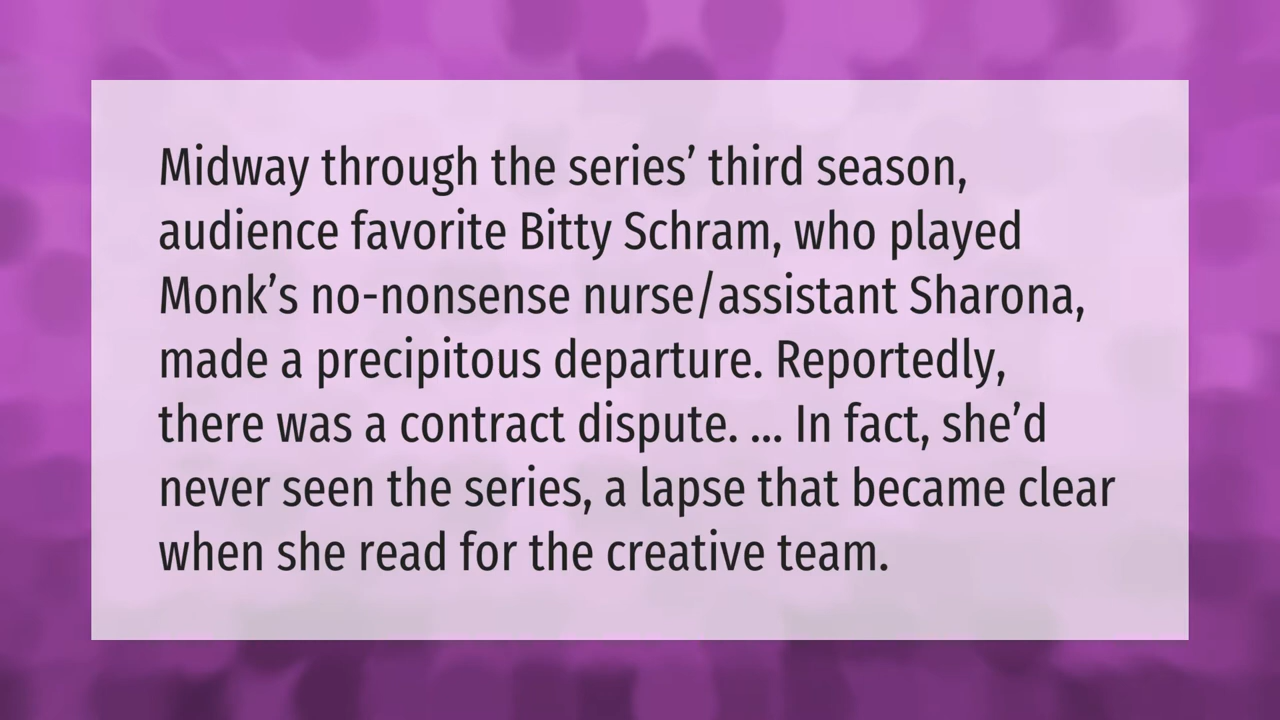 Midway through the series’ third season,
audience favorite Bitty Schram, who played
Monk’s no-nonsense nurse/assistant Sharona,
made a precipitous departure. Reportedly,
there was a contract dispute. ... In fact, she’d
never seen the series, a lapse that became clear
when she read for the creative team.